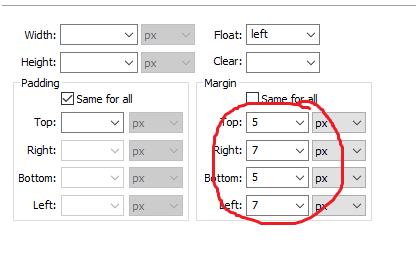 Width: px Float: left
Height: px Clear:
Padding Margin
Same for all Same for all
Top: px Top: 5 px
Right: px Right: 7 px
Bottom: px Bottom: 5 px
Left: px Left: 7 px